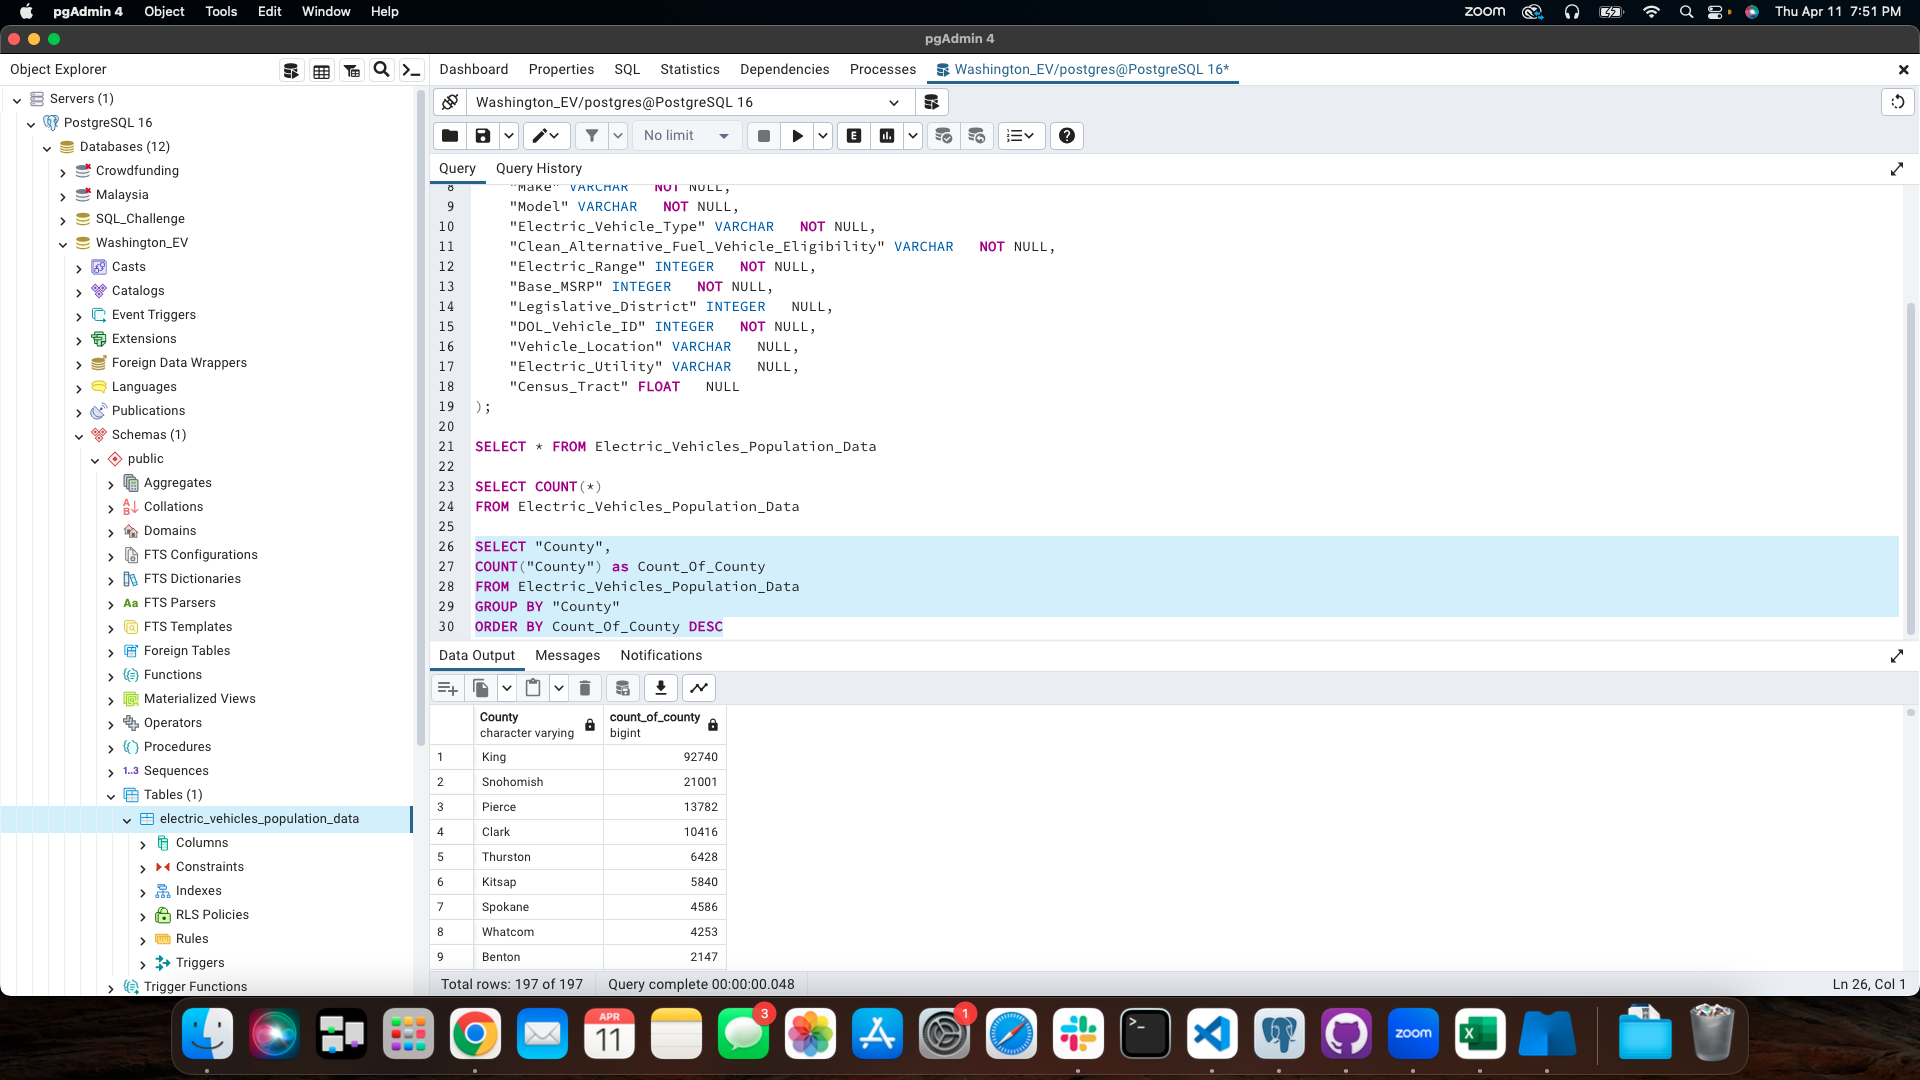 pgAdmin 4 Object Tools Edit Window Help
zoom
Thu Apr 11 7:51 PM
pgAdmin 4
Object Explorer
Servers (1)
PostgreSQL 16
Databases (12)
Crowdfunding
Malaysia
SQL_Challenge
Washington_EV
Casts
Catalogs
Event Triggers
Extensions
Foreign Data Wrappers
Languages
Publications
Schemas (1)
public
Aggregates
Collations
Domains
FTS Configurations
FTS Dictionaries
Aa FTS Parsers
FTS Templates
Foreign Tables
Functions
Materialized Views
Operators
Procedures
1..3 Sequences
Tables (1)
electric_vehicles_population_data
Columns
Constraints
Indexes
RLS Policies
Rules
Triggers
Trigger Functions
Dashboard Properties SQL Statistics Dependencies Processes Washington_EV/postgres@PostgreSQL 16*
Washington_EV/postgres@PostgreSQL 16
No limit
E
Query Query History
8 "Make" VARCHAR NOT NULL,
9 "Model" VARCHAR NOT NULL,
10 "Electric_Vehicle_Type" VARCHAR NOT NULL,
11 "Clean_Alternative_Fuel_Vehicle_Eligibility" VARCHAR NOT NULL,
12 "Electric_Range" INTEGER NOT NULL,
13 "Base_MSRP" INTEGER NOT NULL,
14 "Legislative_District" INTEGER NULL,
15 "DOL_Vehicle_ID" INTEGER NOT NULL,
16 "Vehicle_Location" VARCHAR NULL,
17 "Electric_Utility" VARCHAR NULL,
18 "Census_Tract" FLOAT NULL
19 );
20
21 SELECT * FROM Electric_Vehicles_Population_Data
22
23 SELECT COUNT(*)
24 FROM Electric_Vehicles_Population_Data
25
26 SELECT "County",
27 COUNT("County") as Count_Of_County
28 FROM Electric_Vehicles_Population_Data
29 GROUP BY "County"
30 ORDER BY Count_Of_County DESC
Data Output Messages Notifications
County count_of_county
character varying bigint
1 King 92740
2 Snohomish 21001
3 Pierce 13782
4 Clark 10416
5 Thurston 6428
6 Kitsap 5840
7 Spokane 4586
8 Whatcom 4253
9 Benton 2147
Total rows: 197 of 197 Query complete 00:00:00.048 Ln 26, Col 1
APR
11
3
1
zoom
X